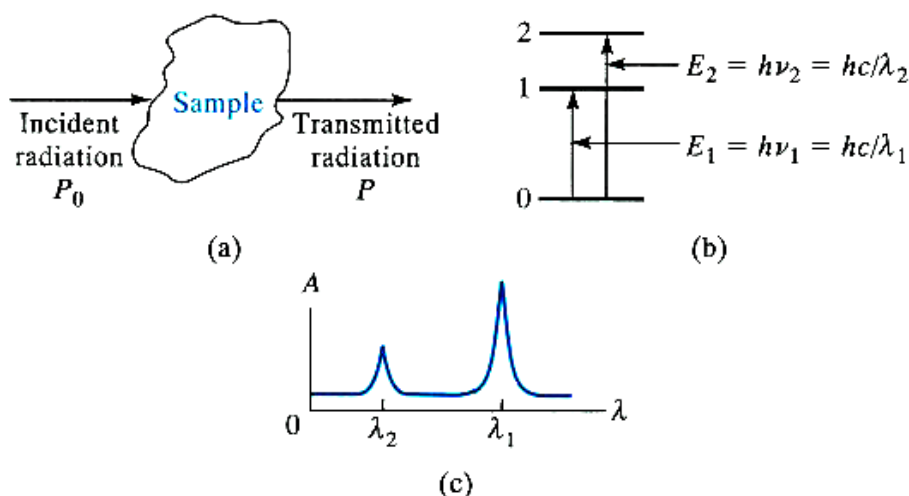 Sample
Incident
radiation
P₀
Transmitted
radiation
P
(a)
2
E₂ = hν₂ = hc/λ₂
1
E₁ = hν₁ = hc/λ₁
0
(b)
A
0
λ₂
λ₁
λ
(c)